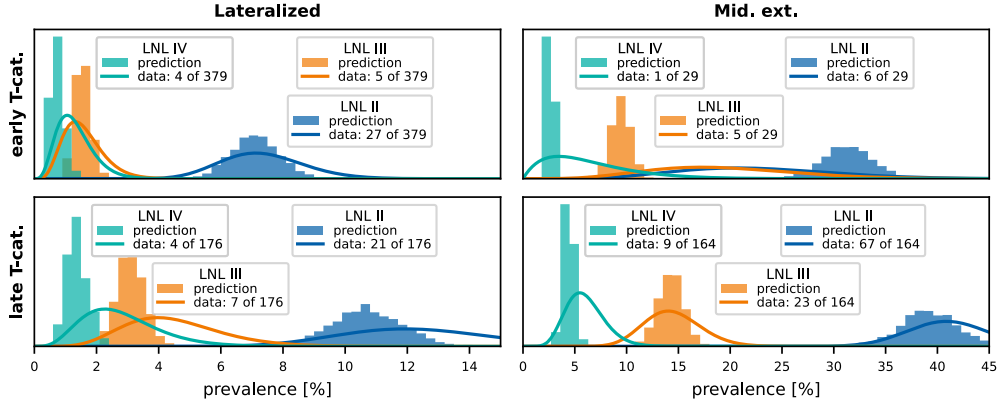 Lateralized
Mid. ext.
early T-cat.
LNL IV
prediction
data: 4 of 379
LNL III
prediction
data: 5 of 379
LNL II
prediction
data: 27 of 379
LNL IV
prediction
data: 1 of 29
LNL II
prediction
data: 6 of 29
LNL III
prediction
data: 5 of 29
late T-cat.
LNL IV
prediction
data: 4 of 176
LNL II
prediction
data: 21 of 176
LNL III
prediction
data: 7 of 176
LNL IV
prediction
data: 9 of 164
LNL II
prediction
data: 67 of 164
LNL III
prediction
data: 23 of 164
0 2 4 6 8 10 12 14
0 5 10 15 20 25 30 35 40 45
prevalence [%]
prevalence [%]